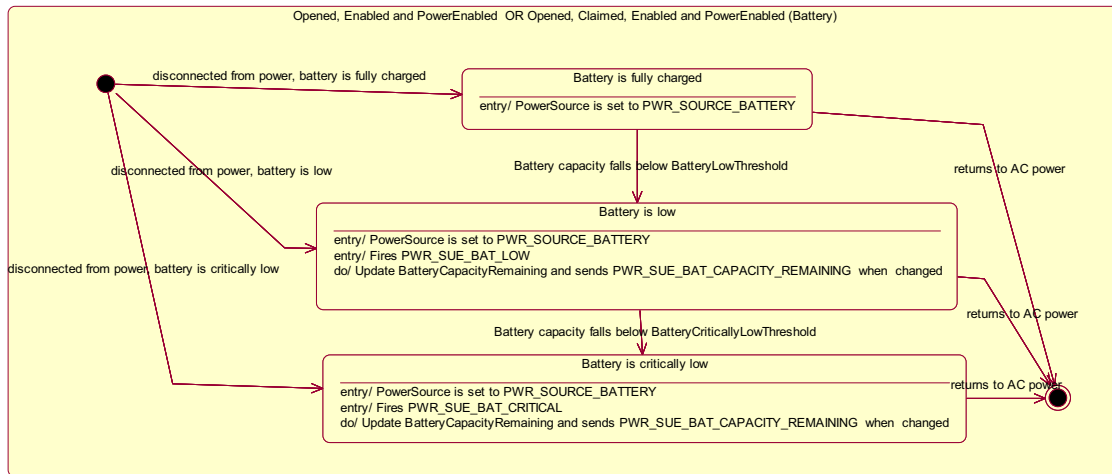 Opened, Enabled and PowerEnabled  OR Opened, Claimed, Enabled and PowerEnabled (Battery)
Battery is fully charged
disconnected from power, battery is fully charged
entry/ PowerSource is set to PWR_SOURCE_BATTERY
Battery capacity falls below BatteryLowThreshold
disconnected from power, battery is low
returns to AC power
Battery is low
entry/ PowerSource is set to PWR_SOURCE_BATTERY
entry/ Fires PWR_SUE_BAT_LOW
disconnected from power, battery is critically low
do/ Update BatteryCapacityRemaining and sends PWR_SUE_BAT_CAPACITY_REMAINING  when  changed
returns to AC power
Battery capacity falls below BatteryCriticallyLowThreshold
Battery is critically low
returns to AC power
entry/ PowerSource is set to PWR_SOURCE_BATTERY
entry/ Fires PWR_SUE_BAT_CRITICAL
do/ Update BatteryCapacityRemaining and sends PWR_SUE_BAT_CAPACITY_REMAINING  when  changed